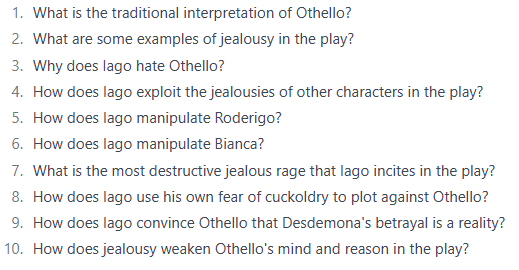 1. What is the traditional interpretation of Othello?
2. What are some examples of jealousy in the play?
3. Why does Iago hate Othello?
4. How does Iago exploit the jealousies of other characters in the play?
5. How does Iago manipulate Roderigo?
6. How does Iago manipulate Bianca?
7. What is the most destructive jealous rage that Iago incites in the play?
8. How does Iago use his own fear of cuckoldry to plot against Othello?
9. How does Iago convince Othello that Desdemona's betrayal is a reality?
10. How does jealousy weaken Othello's mind and reason in the play?